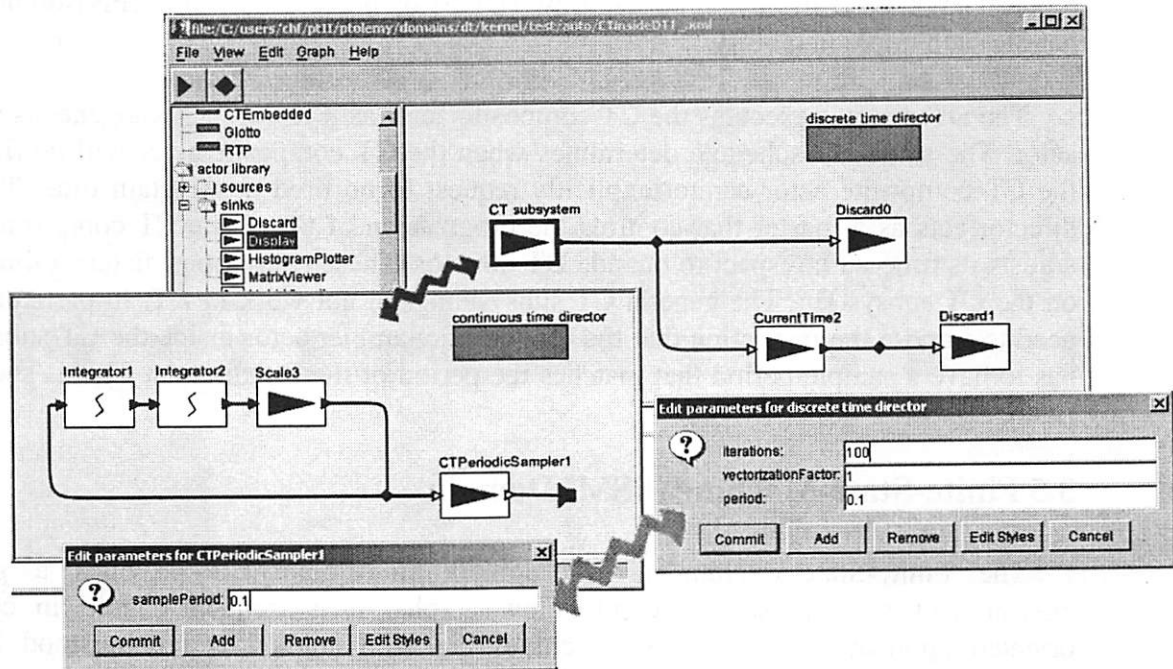 file:/C:/users/chf/ptII/ptolemy/domains/dt/kernel/test/auto/CTInsideDT1_.xml
File View Edit Graph Help
CTEmbedded
Giotto
RTP
actor library
sources
sinks
Discard
Display
HistogramPlotter
MatrixViewer
discrete time director
CT subsystem
Discard0
CurrentTime2
Discard1
continuous time director
Integrator1
Integrator2
Scale3
CTPeriodicSampler1
Edit parameters for discrete time director
iterations: 100
vectorizationFactor: 1
period: 0.1
Commit Add Remove Edit Styles Cancel
Edit parameters for CTPeriodicSampler1
samplePeriod: 0.1
Commit Add Remove Edit Styles Cancel